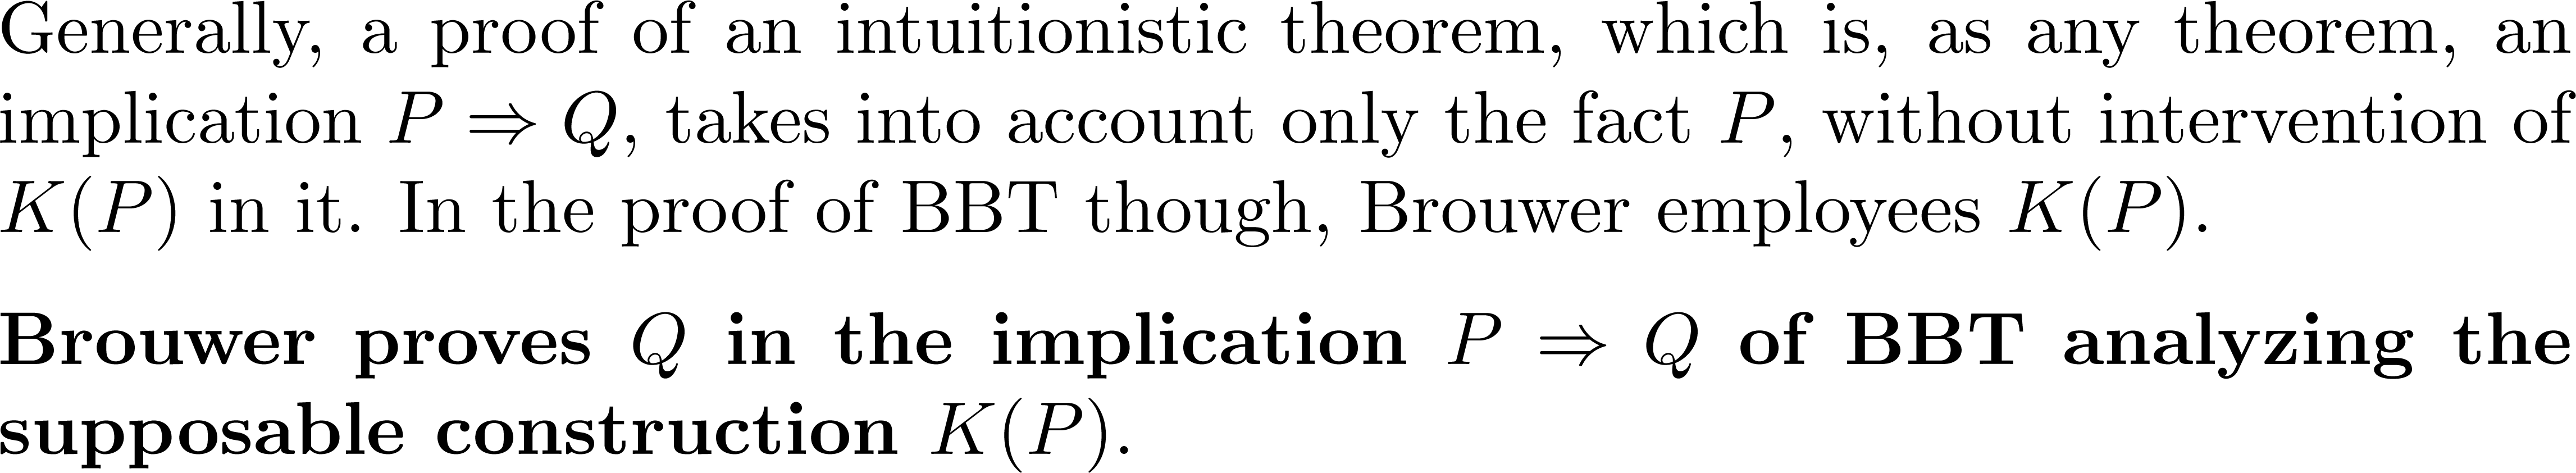 Generally, a proof of an intuitionistic theorem, which is, as any theorem, an
implication P ⇒ Q, takes into account only the fact P, without intervention of
K(P) in it. In the proof of BBT though, Brouwer employees K(P).
Brouwer proves Q in the implication P ⇒ Q of BBT analyzing the
supposable construction K(P).